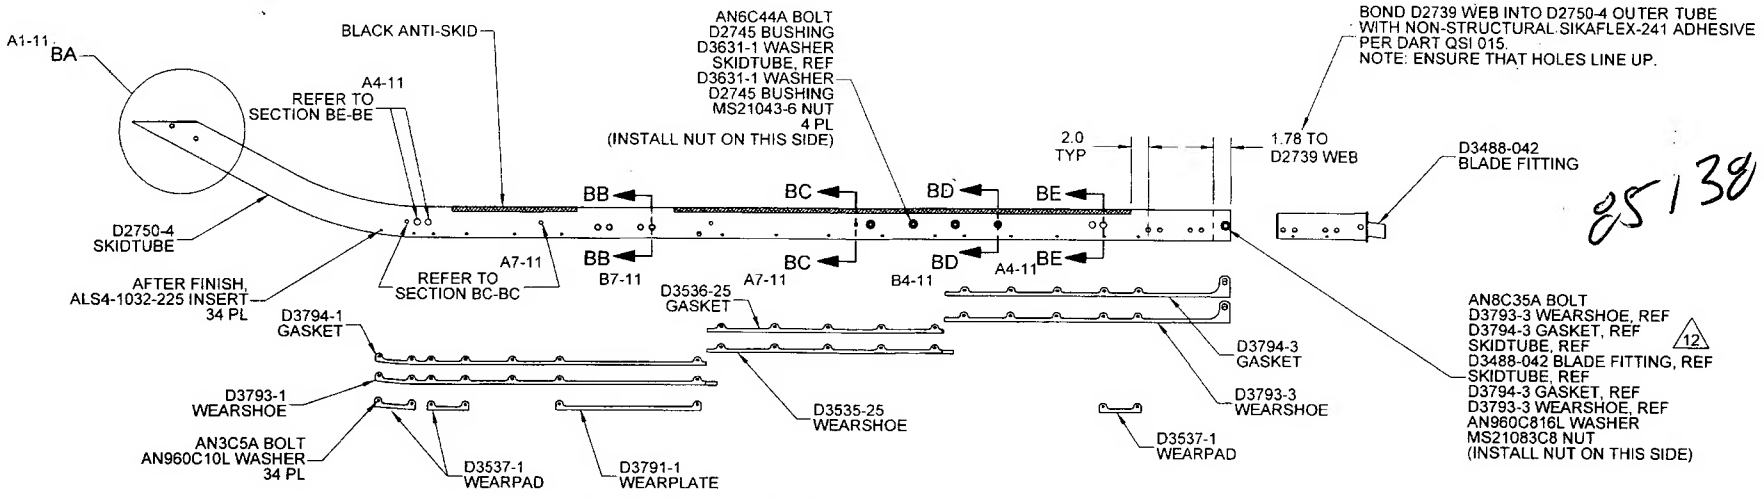 A1-11
BA
BLACK ANTI-SKID
A4-11
REFER TO
SECTION BE-BE
AN6C44A BOLT
D2745 BUSHING
D3631-1 WASHER
SKIDTUBE, REF
D3631-1 WASHER
D2745 BUSHING
MS21043-6 NUT
4 PL
(INSTALL NUT ON THIS SIDE)
BOND D2739 WEB INTO D2750-4 OUTER TUBE
WITH NON-STRUCTURAL SIKAFLEX-241 ADHESIVE
PER DART QSI 015.
NOTE: ENSURE THAT HOLES LINE UP.
2.0
TYP
1.78 TO
D2739 WEB
D3488-042
BLADE FITTING
85138
BB
BC
BD
BE
D2750-4
SKIDTUBE
AFTER FINISH,
ALS4-1032-225 INSERT
34 PL
REFER TO
SECTION BC-BC
A7-11
BB
B7-11
BC
A7-11
BD
B4-11
BE
A4-11
D3794-1
GASKET
D3536-25
GASKET
D3794-3
GASKET
D3793-1
WEARSHOE
D3535-25
WEARSHOE
D3793-3
WEARSHOE
AN3C5A BOLT
AN960C10L WASHER
34 PL
D3537-1
WEARPAD
D3791-1
WEARPLATE
D3537-1
WEARPAD
AN8C35A BOLT
D3793-3 WEARSHOE, REF
D3794-3 GASKET, REF
SKIDTUBE, REF
D3488-042 BLADE FITTING, REF
SKIDTUBE, REF
D3794-3 GASKET, REF
D3793-3 WEARSHOE, REF
AN960C816L WASHER
MS21083C8 NUT
(INSTALL NUT ON THIS SIDE)
12